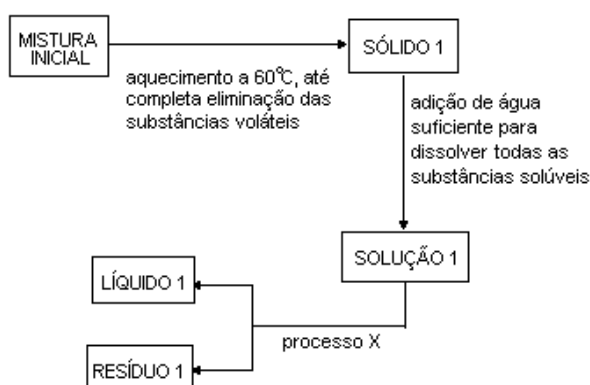 MISTURA
INICIAL
SÓLIDO 1
aquecimento a 60°C, até
completa eliminação das
substâncias voláteis
adição de água
suficiente para
dissolver todas as
substâncias solúveis
SOLUÇÃO 1
LÍQUIDO 1
processo X
RESÍDUO 1